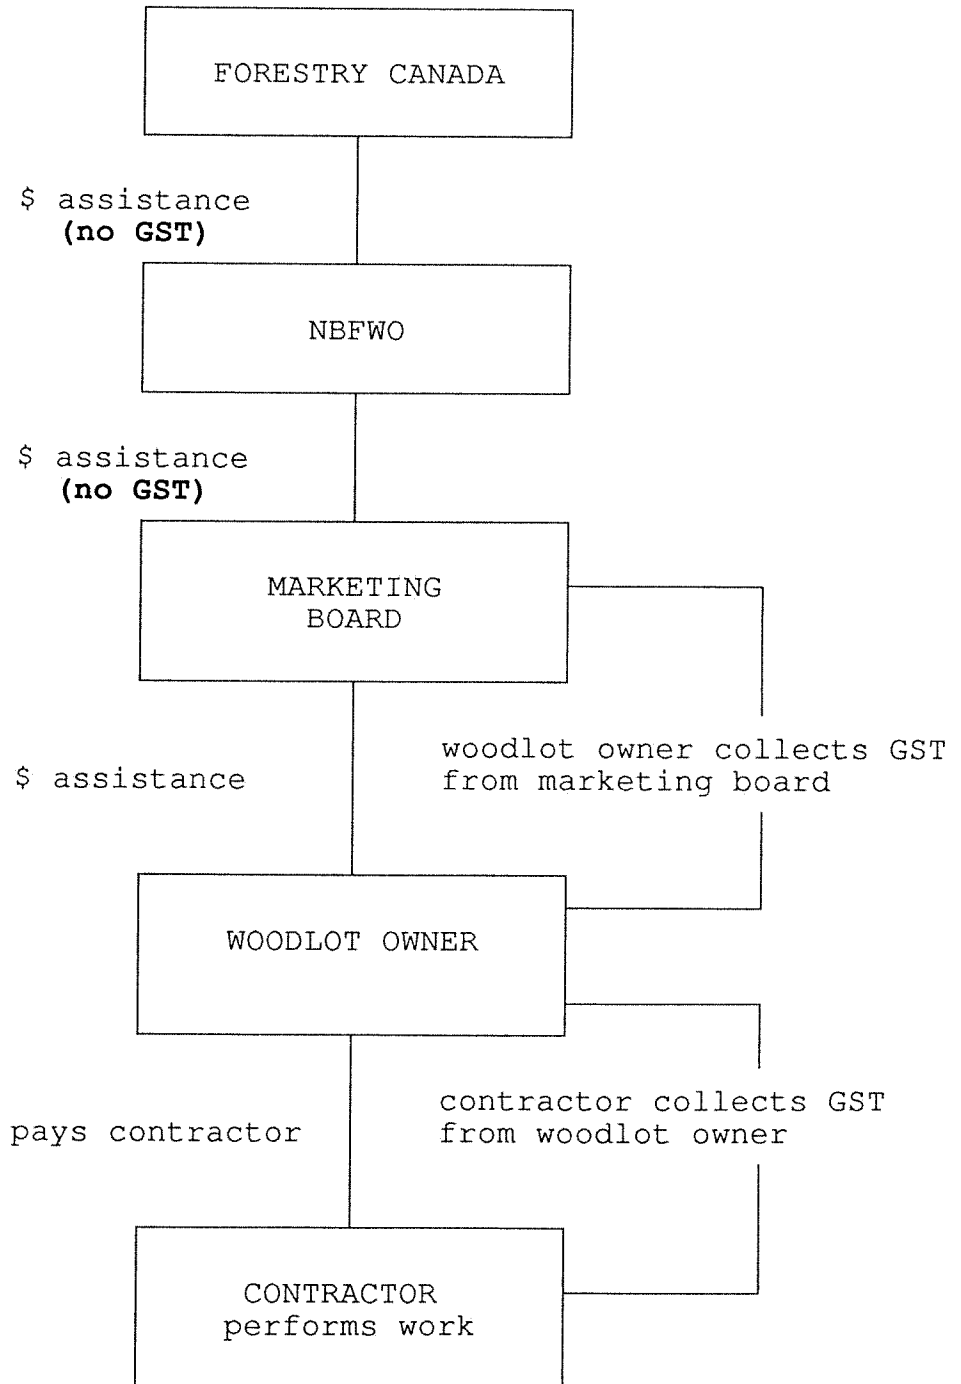 FORESTRY CANADA
$ assistance
(no GST)
NBFWO
$ assistance
(no GST)
MARKETING
BOARD
woodlot owner collects GST
from marketing board
$ assistance
WOODLOT OWNER
contractor collects GST
from woodlot owner
pays contractor
CONTRACTOR
performs work